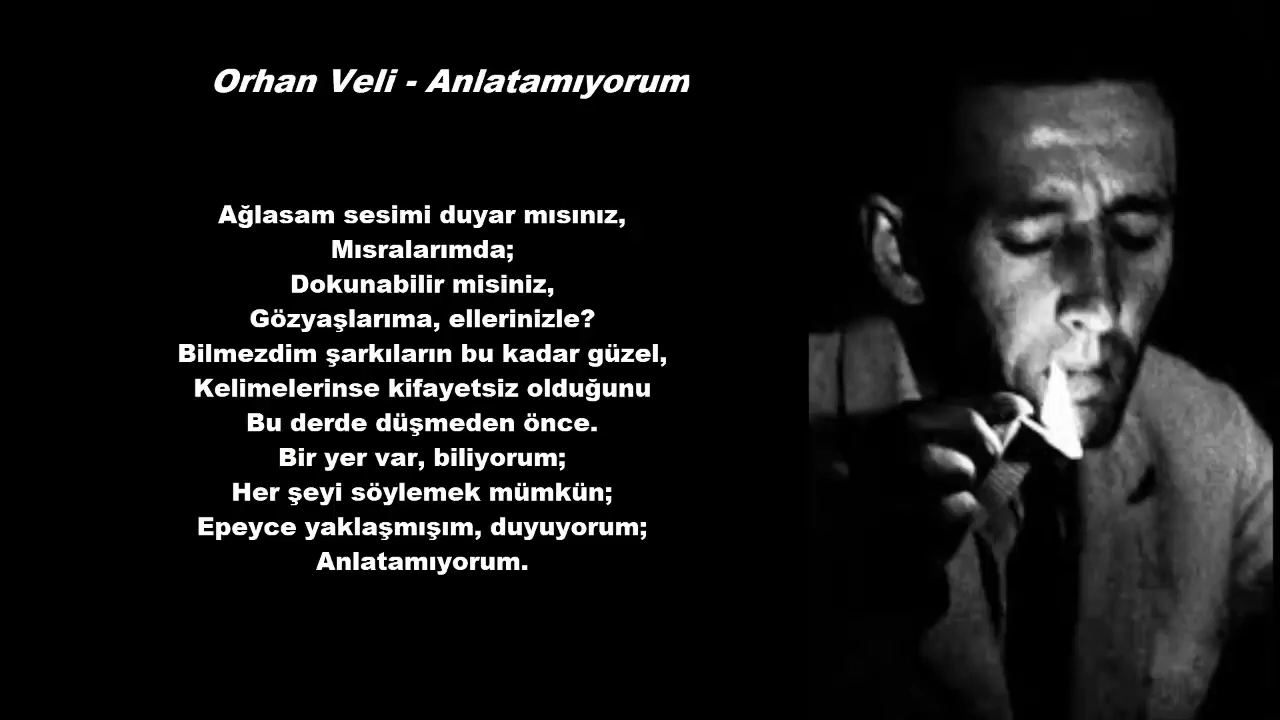 Orhan Veli - Anlatamıyorum
Ağlasam sesimi duyar mısınız,
Mısralarımda;
Dokunabilir misiniz,
Gözyaşlarıma, ellerinizle?
Bilmezdim şarkıların bu kadar güzel,
Kelimelerinse kifayetsiz olduğunu
Bu derde düşmeden önce.
Bir yer var, biliyorum;
Her şeyi söylemek mümkün;
Epeyce yaklaşmışım, duyuyorum;
Anlatamıyorum.